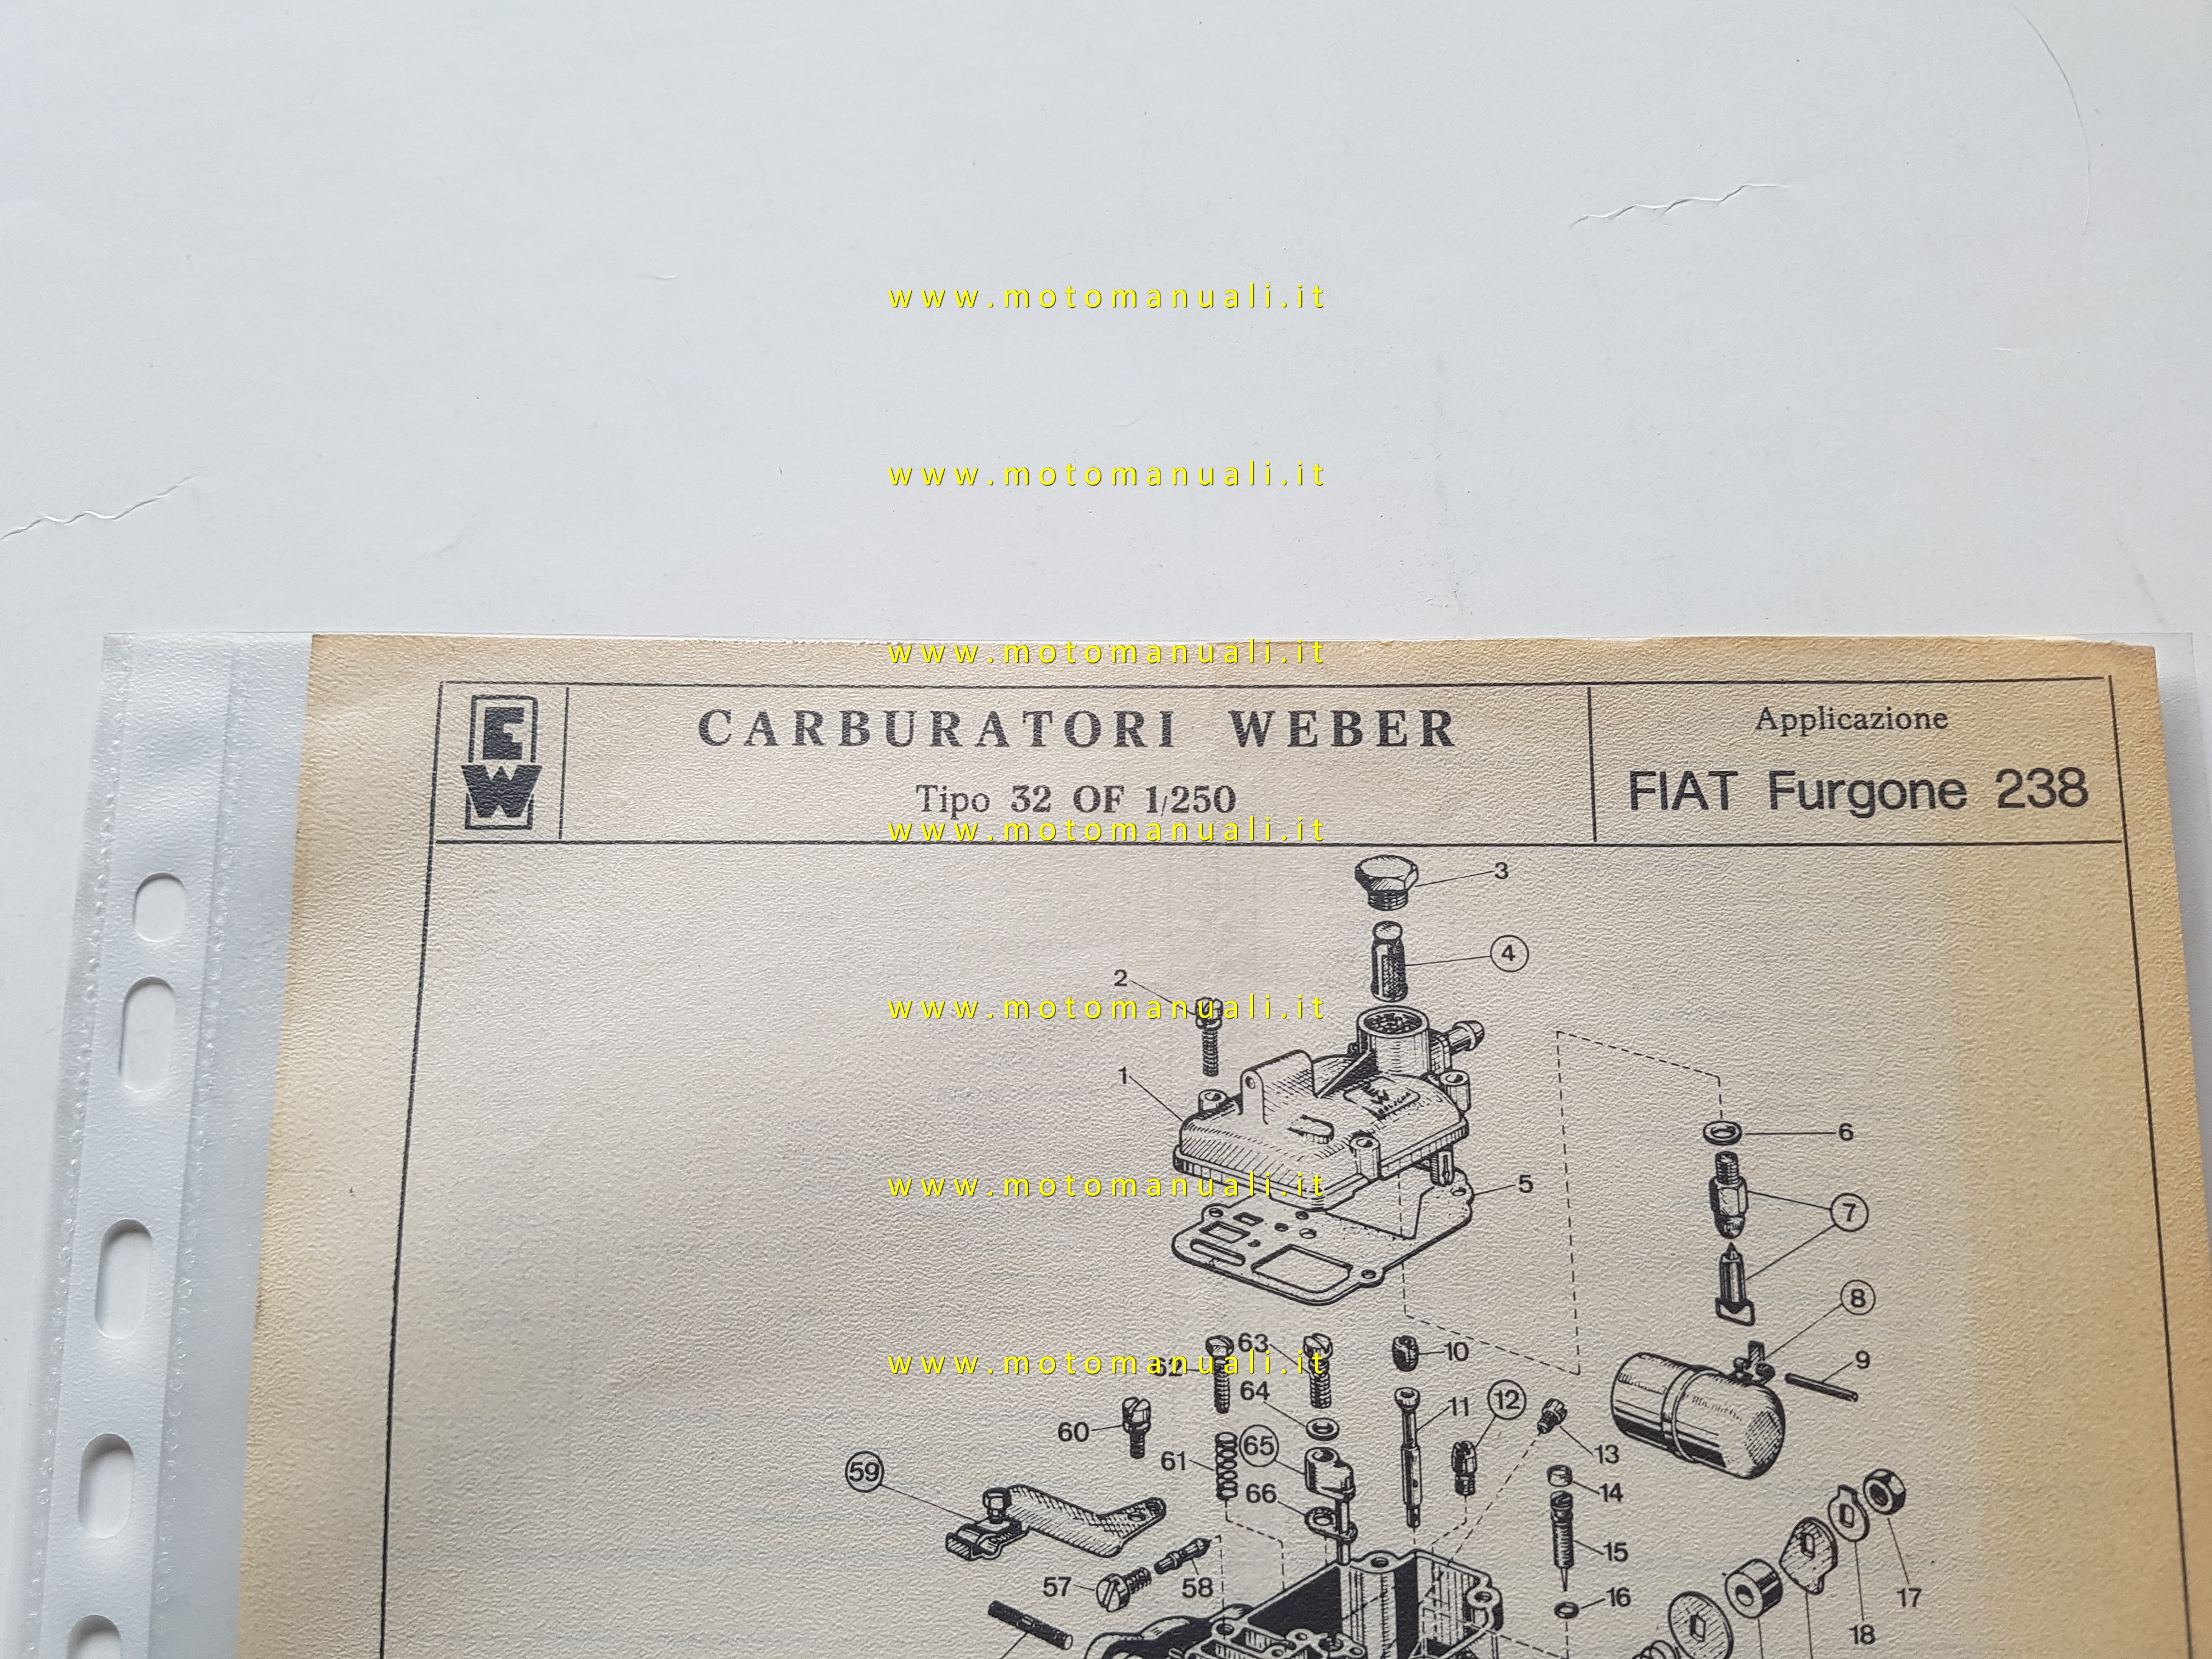 www.motomanuali.it
www.motomanuali.it
www.motomanuali.it
EW
CARBURATORI WEBER
Tipo 32 OF 1/250
Applicazione
FIAT Furgone 238
www.motomanuali.it
3
4
2
www.motomanuali.it
1
6
5
7
www.motomanuali.it
8
63
10
9
62
www.motomanuali.it
64
11
12
60
65
13
61
59
66
14
15
57
58
16
17
18